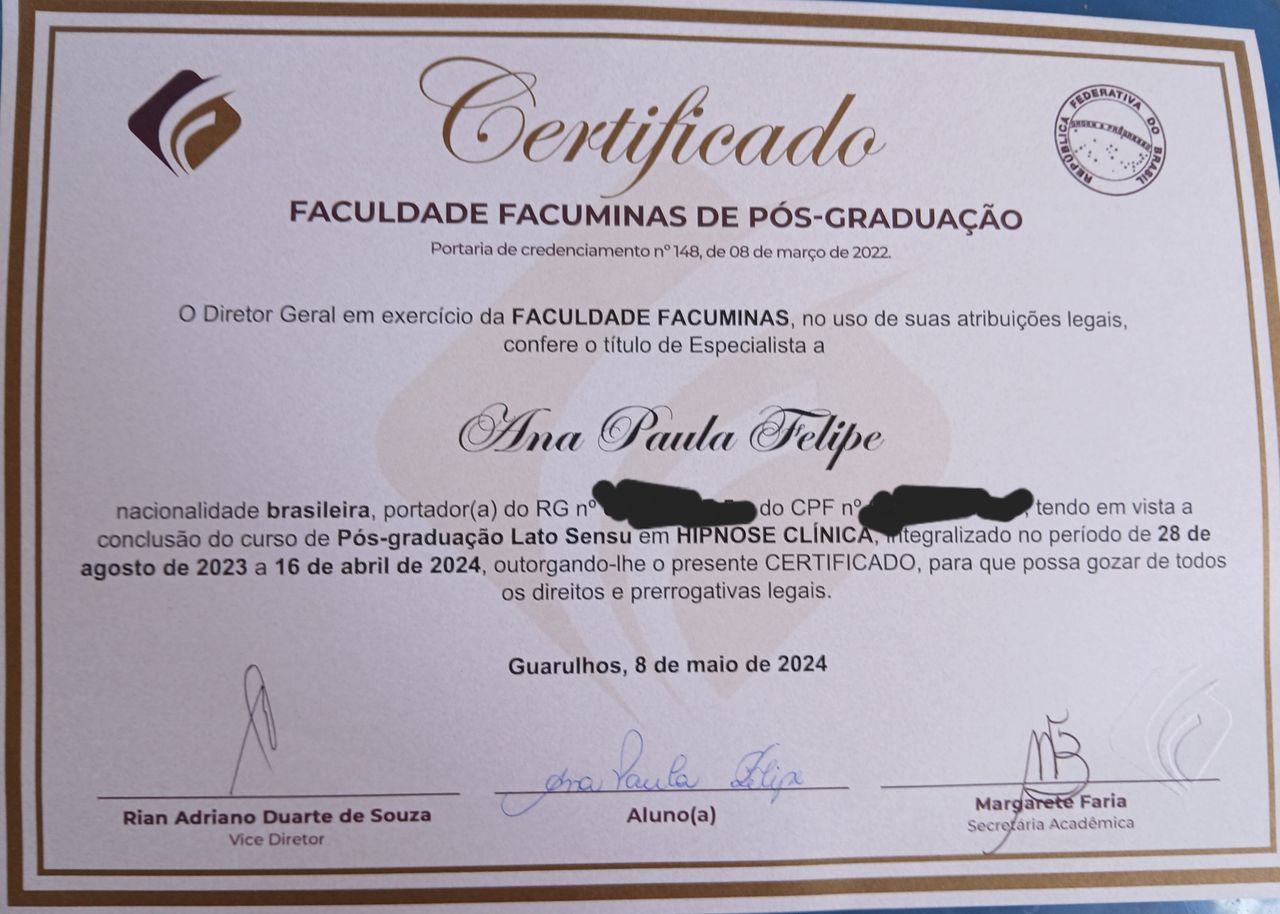 Certificado
REPÚBLICA FEDERATIVA DO BRASIL
ORDEM E PROGRESSO
FACULDADE FACUMINAS DE PÓS-GRADUAÇÃO
Portaria de credenciamento nº 148, de 08 de março de 2022.
O Diretor Geral em exercício da FACULDADE FACUMINAS, no uso de suas atribuições legais,
confere o título de Especialista a
Ana Paula Felipe
nacionalidade brasileira, portador(a) do RG nº do CPF nº , tendo em vista a
conclusão do curso de Pós-graduação Lato Sensu em HIPNOSE CLÍNICA, integralizado no período de 28 de
agosto de 2023 a 16 de abril de 2024, outorgando-lhe o presente CERTIFICADO, para que possa gozar de todos
os direitos e prerrogativas legais.
Guarulhos, 8 de maio de 2024
Ana Paula Felipe
Rian Adriano Duarte de Souza
Vice Diretor
Aluno(a)
Margarete Faria
Secretária Acadêmica